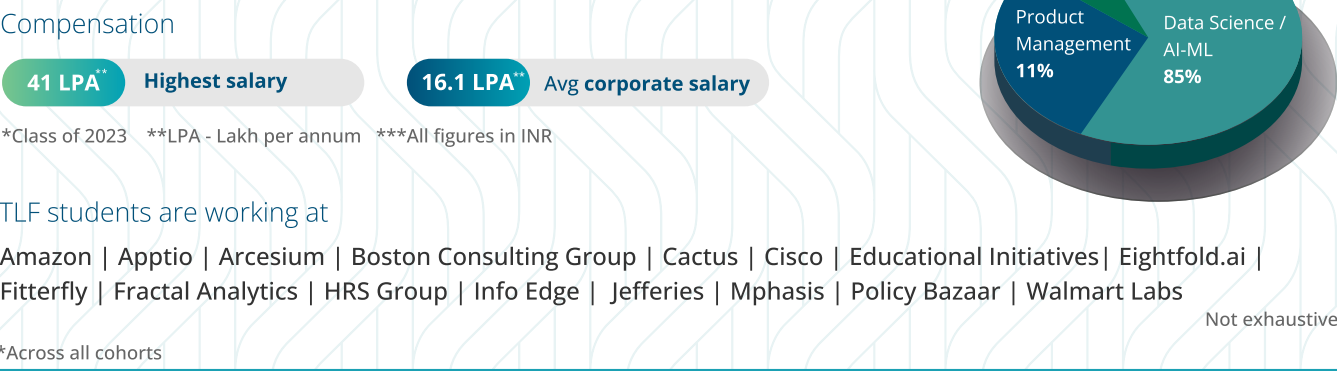 Compensation
41 LPA** Highest salary
16.1 LPA** Avg corporate salary
*Class of 2023 **LPA - Lakh per annum ***All figures in INR
Product
Management
11%
Data Science /
AI-ML
85%
TLF students are working at
Amazon | Apptio | Arcesium | Boston Consulting Group | Cactus | Cisco | Educational Initiatives| Eightfold.ai |
Fitterfly | Fractal Analytics | HRS Group | Info Edge | Jefferies | Mphasis | Policy Bazaar | Walmart Labs
Not exhaustive
*Across all cohorts